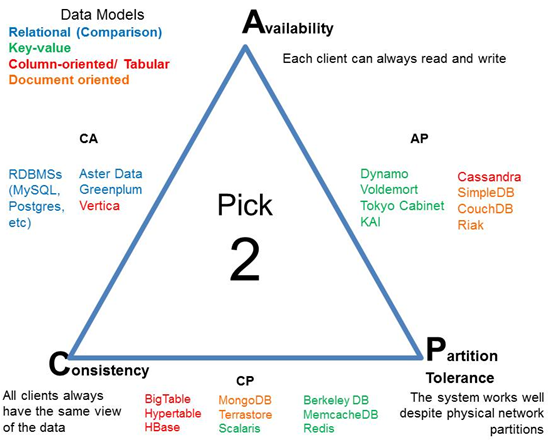 Data Models
Relational (Comparison)
Key-value
Column-oriented/ Tabular
Document oriented
Availability
Each client can always read and write
CA
RDBMSs
(MySQL,
Postgres,
etc)
Aster Data
Greenplum
Vertica
AP
Dynamo
Voldemort
Tokyo Cabinet
KAI
Cassandra
SimpleDB
CouchDB
Riak
Pick
2
Consistency
All clients always
have the same view
of the data
CP
BigTable
Hypertable
HBase
MongoDB
Terrastore
Scalaris
Berkeley DB
MemcacheDB
Redis
Partition
Tolerance
The system works well
despite physical network
partitions